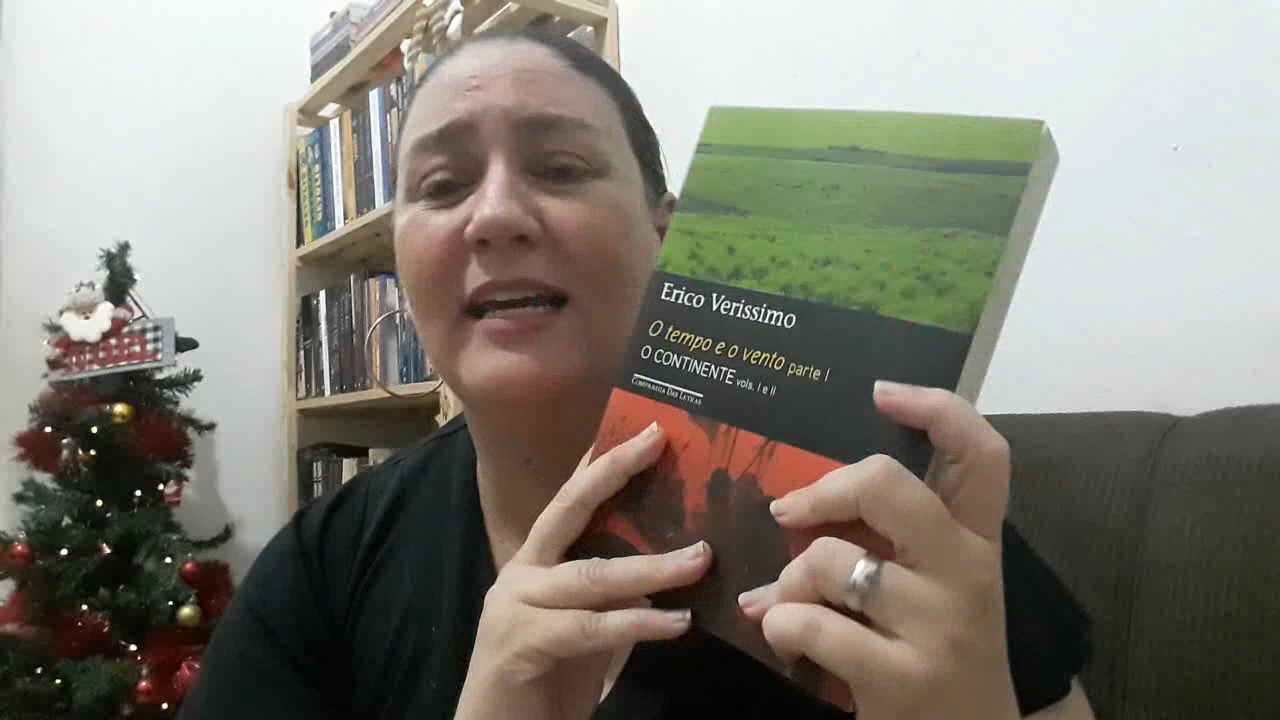 Erico Verissimo
O tempo e o vento parte I
O CONTINENTE vols. I e II
COMPANHIA DAS LETRAS